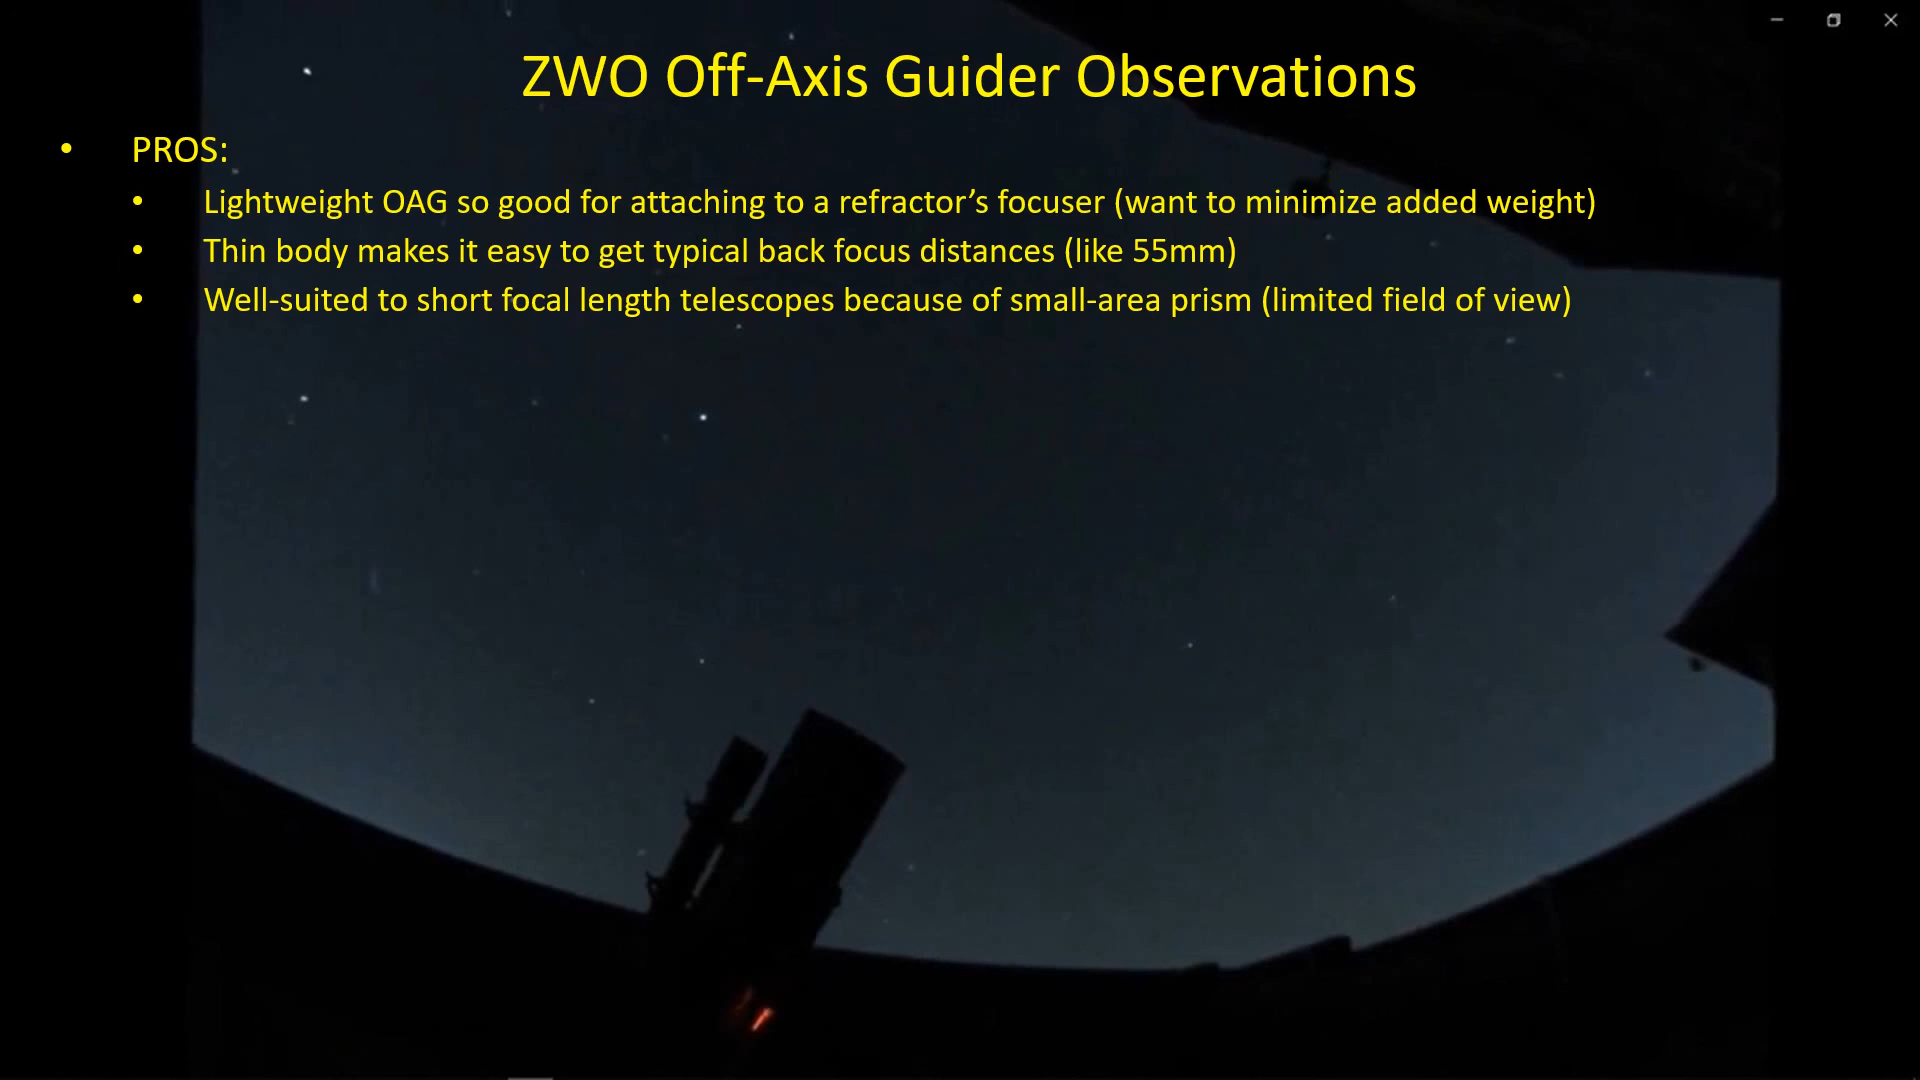 ZWO Off-Axis Guider Observations
• PROS:
• Lightweight OAG so good for attaching to a refractor’s focuser (want to minimize added weight)
• Thin body makes it easy to get typical back focus distances (like 55mm)
• Well-suited to short focal length telescopes because of small-area prism (limited field of view)